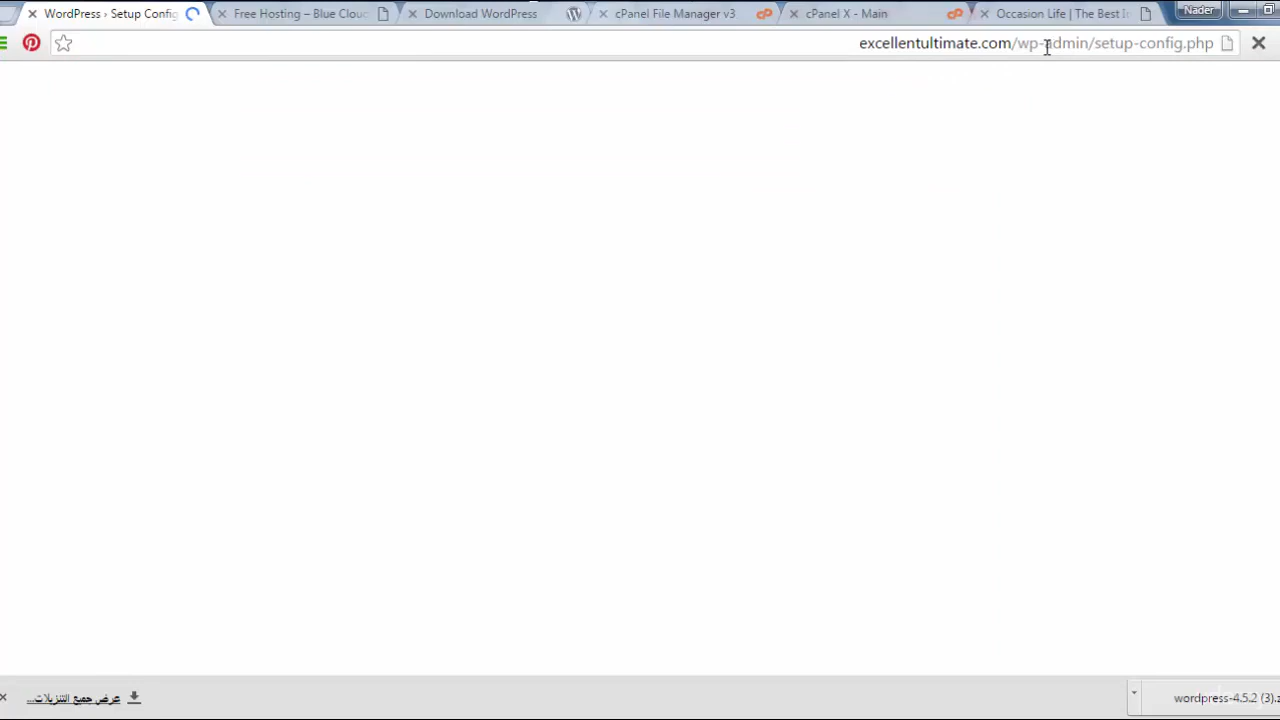 WordPress › Setup Config
Free Hosting – Blue Clou
Download WordPress
cPanel File Manager v3
cPanel X - Main
Occasion Life | The Best I
Nader
excellentultimate.com/wp-admin/setup-config.php
عرض جميع التنزيلات...
wordpress-4.5.2 (3).z